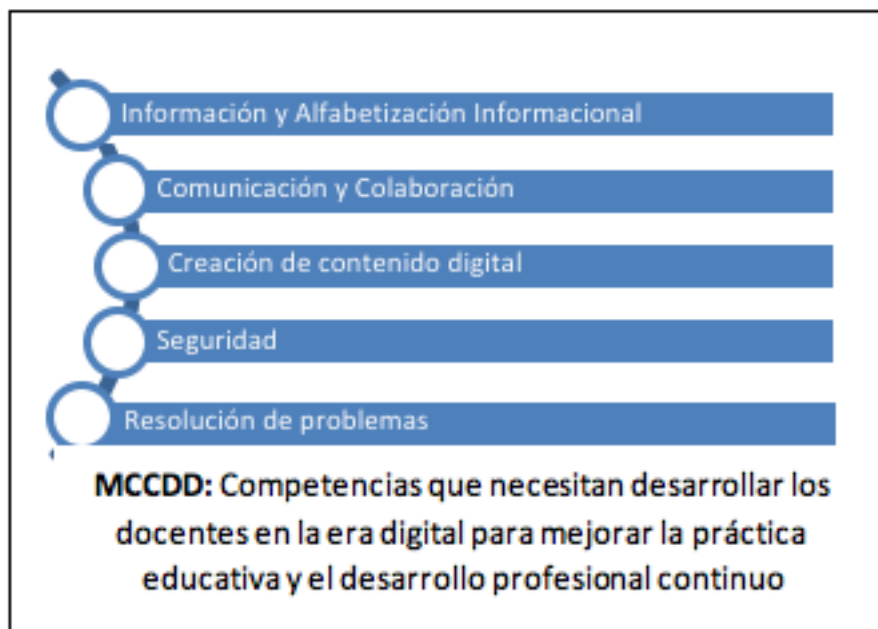 Información y Alfabetización Informacional
Comunicación y Colaboración
Creación de contenido digital
Seguridad
Resolución de problemas
MCCDD: Competencias que necesitan desarrollar los
docentes en la era digital para mejorar la práctica
educativa y el desarrollo profesional continuo